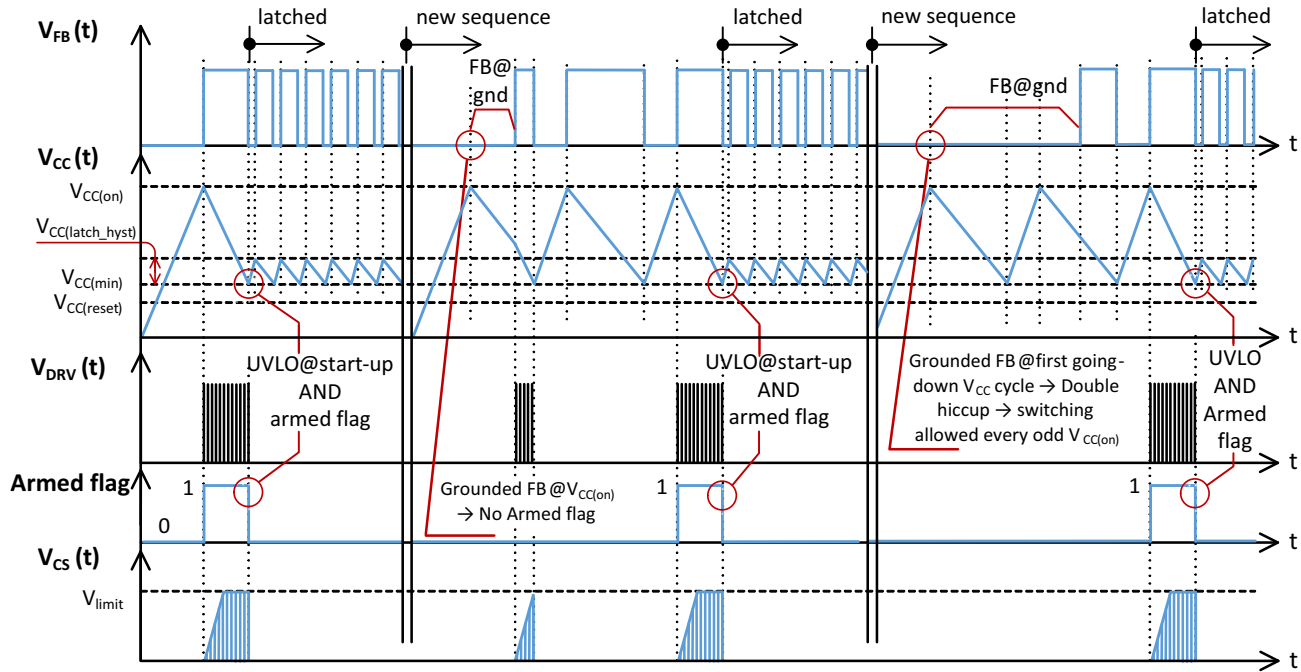 latched
new sequence
latched
new sequence
latched
V_FB (t)
FB@
gnd
FB@gnd
t
V_CC (t)
V_CC(on)
V_CC(latch_hyst)
V_CC(min)
V_CC(reset)
t
V_DRV (t)
UVLO@start-up
AND
armed flag
UVLO@start-up
AND
armed flag
Grounded FB @first going-
down V_CC cycle → Double
hiccup → switching
allowed every odd V_CC(on)
UVLO
AND
Armed
flag
t
Armed flag
1
0
Grounded FB @V_CC(on)
→ No Armed flag
1
1
t
V_CS (t)
V_limit
t